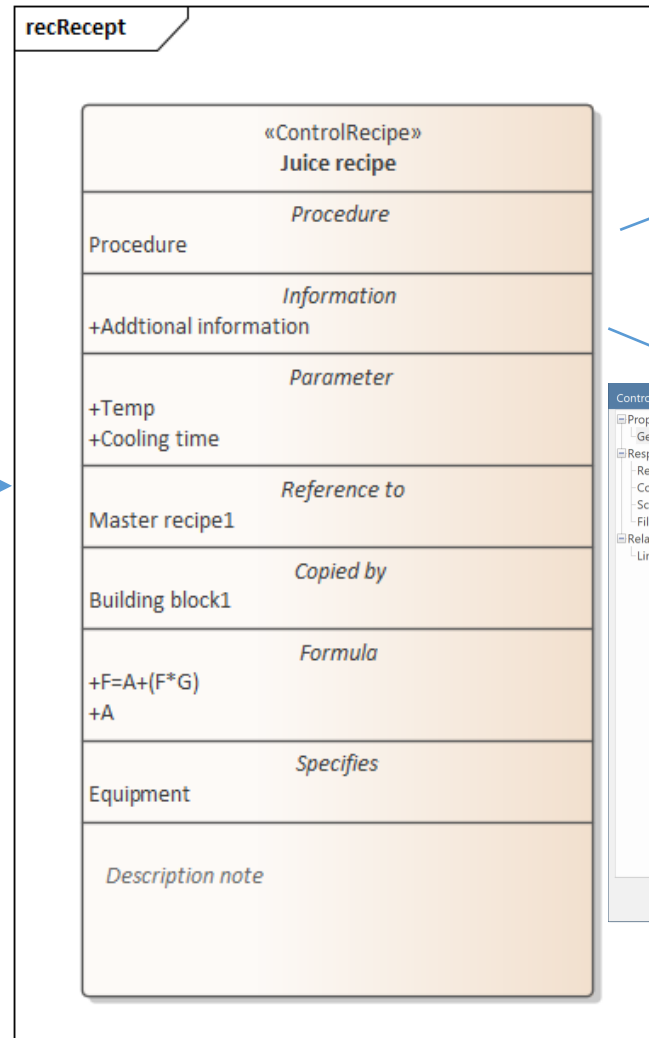 recRecept
«ControlRecipe»
Juice recipe
Procedure
Procedure
Information
+Addtional information
Parameter
+Temp
+Cooling time
Reference to
Master recipe1
Copied by
Building block1
Formula
+F=A+(F*G)
+A
Specifies
Equipment
Description note